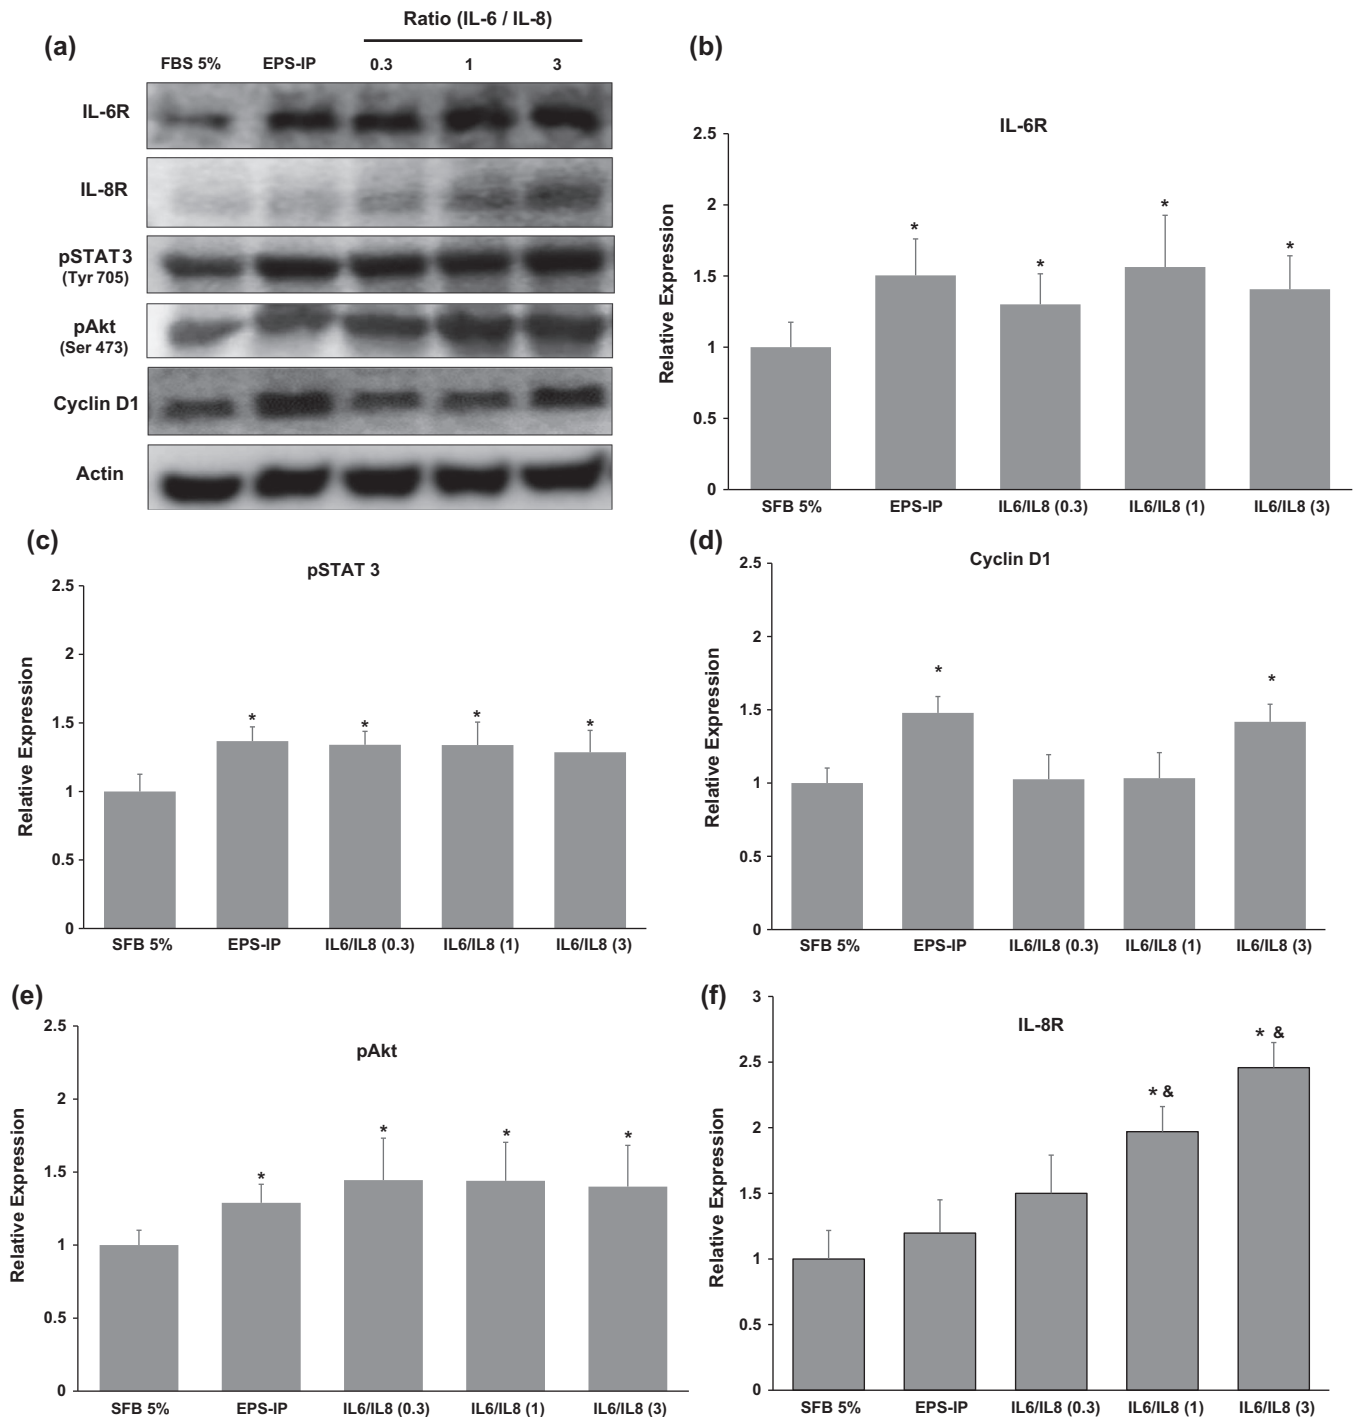 (a)
Ratio (IL-6 / IL-8)
FBS 5% EPS-IP 0.3 1 3
IL-6R
IL-8R
pSTAT3
(Tyr 705)
pAkt
(Ser 473)
Cyclin D1
Actin
(b)
IL-6R
Relative Expression
2.5
2
1.5
1
0.5
0
* * * *
SFB 5% EPS-IP IL6/IL8 (0.3) IL6/IL8 (1) IL6/IL8 (3)
(c)
pSTAT 3
Relative Expression
2.5
2
1.5
1
0.5
0
* * * *
SFB 5% EPS-IP IL6/IL8 (0.3) IL6/IL8 (1) IL6/IL8 (3)
(d)
Cyclin D1
Relative Expression
2.5
2
1.5
1
0.5
0
* *
SFB 5% EPS-IP IL6/IL8 (0.3) IL6/IL8 (1) IL6/IL8 (3)
(e)
pAkt
Relative Expression
2.5
2
1.5
1
0.5
0
* * * *
SFB 5% EPS-IP IL6/IL8 (0.3) IL6/IL8 (1) IL6/IL8 (3)
(f)
IL-8R
Relative Expression
3
2.5
2
1.5
1
0.5
0
* & * &
SFB 5% EPS-IP IL6/IL8 (0.3) IL6/IL8 (1) IL6/IL8 (3)